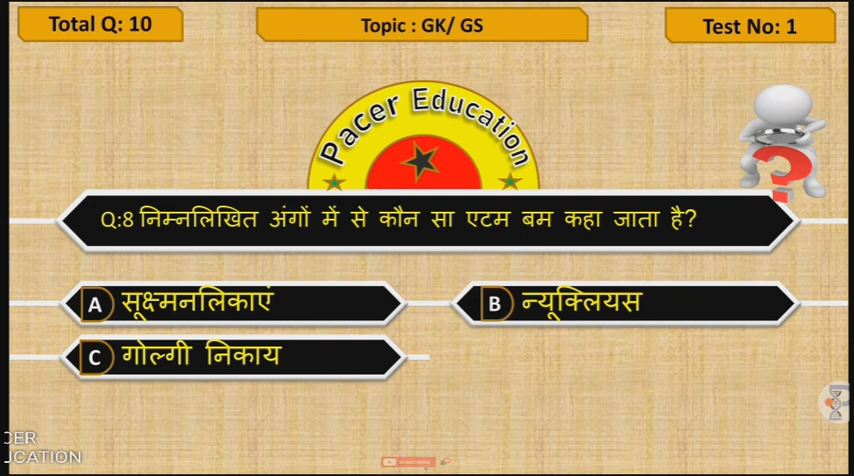 Total Q: 10
Topic : GK/ GS
Test No: 1
Pacer Education
Q:8 निम्नलिखित अंगों में से कौन सा एटम बम कहा जाता है?
A सूक्ष्मनलिकाएं
B न्यूक्लियस
C गोल्गी निकाय
CER
UCATION